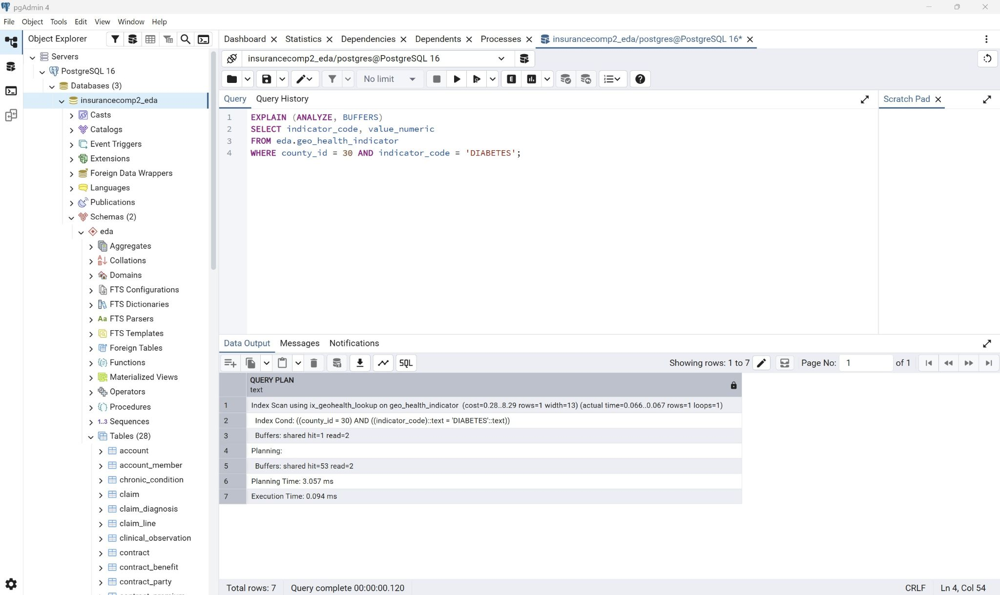 pgAdmin 4
File Object Tools Edit View Window Help
Object Explorer
Servers
PostgreSQL 16
Databases (3)
insurancecomp2_eda
Casts
Catalogs
Event Triggers
Extensions
Foreign Data Wrappers
Languages
Publications
Schemas (2)
eda
Aggregates
Collations
Domains
FTS Configurations
FTS Dictionaries
Aa FTS Parsers
FTS Templates
Foreign Tables
Functions
Materialized Views
Operators
Procedures
1..3 Sequences
Tables (28)
account
account_member
chronic_condition
claim
claim_diagnosis
claim_line
clinical_observation
contract
contract_benefit
contract_party
Dashboard Statistics Dependencies Dependents Processes insurancecomp2_eda/postgres@PostgreSQL 16*
insurancecomp2_eda/postgres@PostgreSQL 16
No limit E
Query Query History Scratch Pad
1 EXPLAIN (ANALYZE, BUFFERS)
2 SELECT indicator_code, value_numeric
3 FROM eda.geo_health_indicator
4 WHERE county_id = 30 AND indicator_code = 'DIABETES';
Data Output Messages Notifications
SQL Showing rows: 1 to 7 Page No: 1 of 1
QUERY PLAN
text
1 Index Scan using ix_geohealth_lookup on geo_health_indicator (cost=0.28..8.29 rows=1 width=13) (actual time=0.066..0.067 rows=1 loops=1)
2 Index Cond: ((county_id = 30) AND ((indicator_code)::text = 'DIABETES'::text))
3 Buffers: shared hit=1 read=2
4 Planning:
5 Buffers: shared hit=53 read=2
6 Planning Time: 3.057 ms
7 Execution Time: 0.094 ms
Total rows: 7 Query complete 00:00:00.120 CRLF Ln 4, Col 54